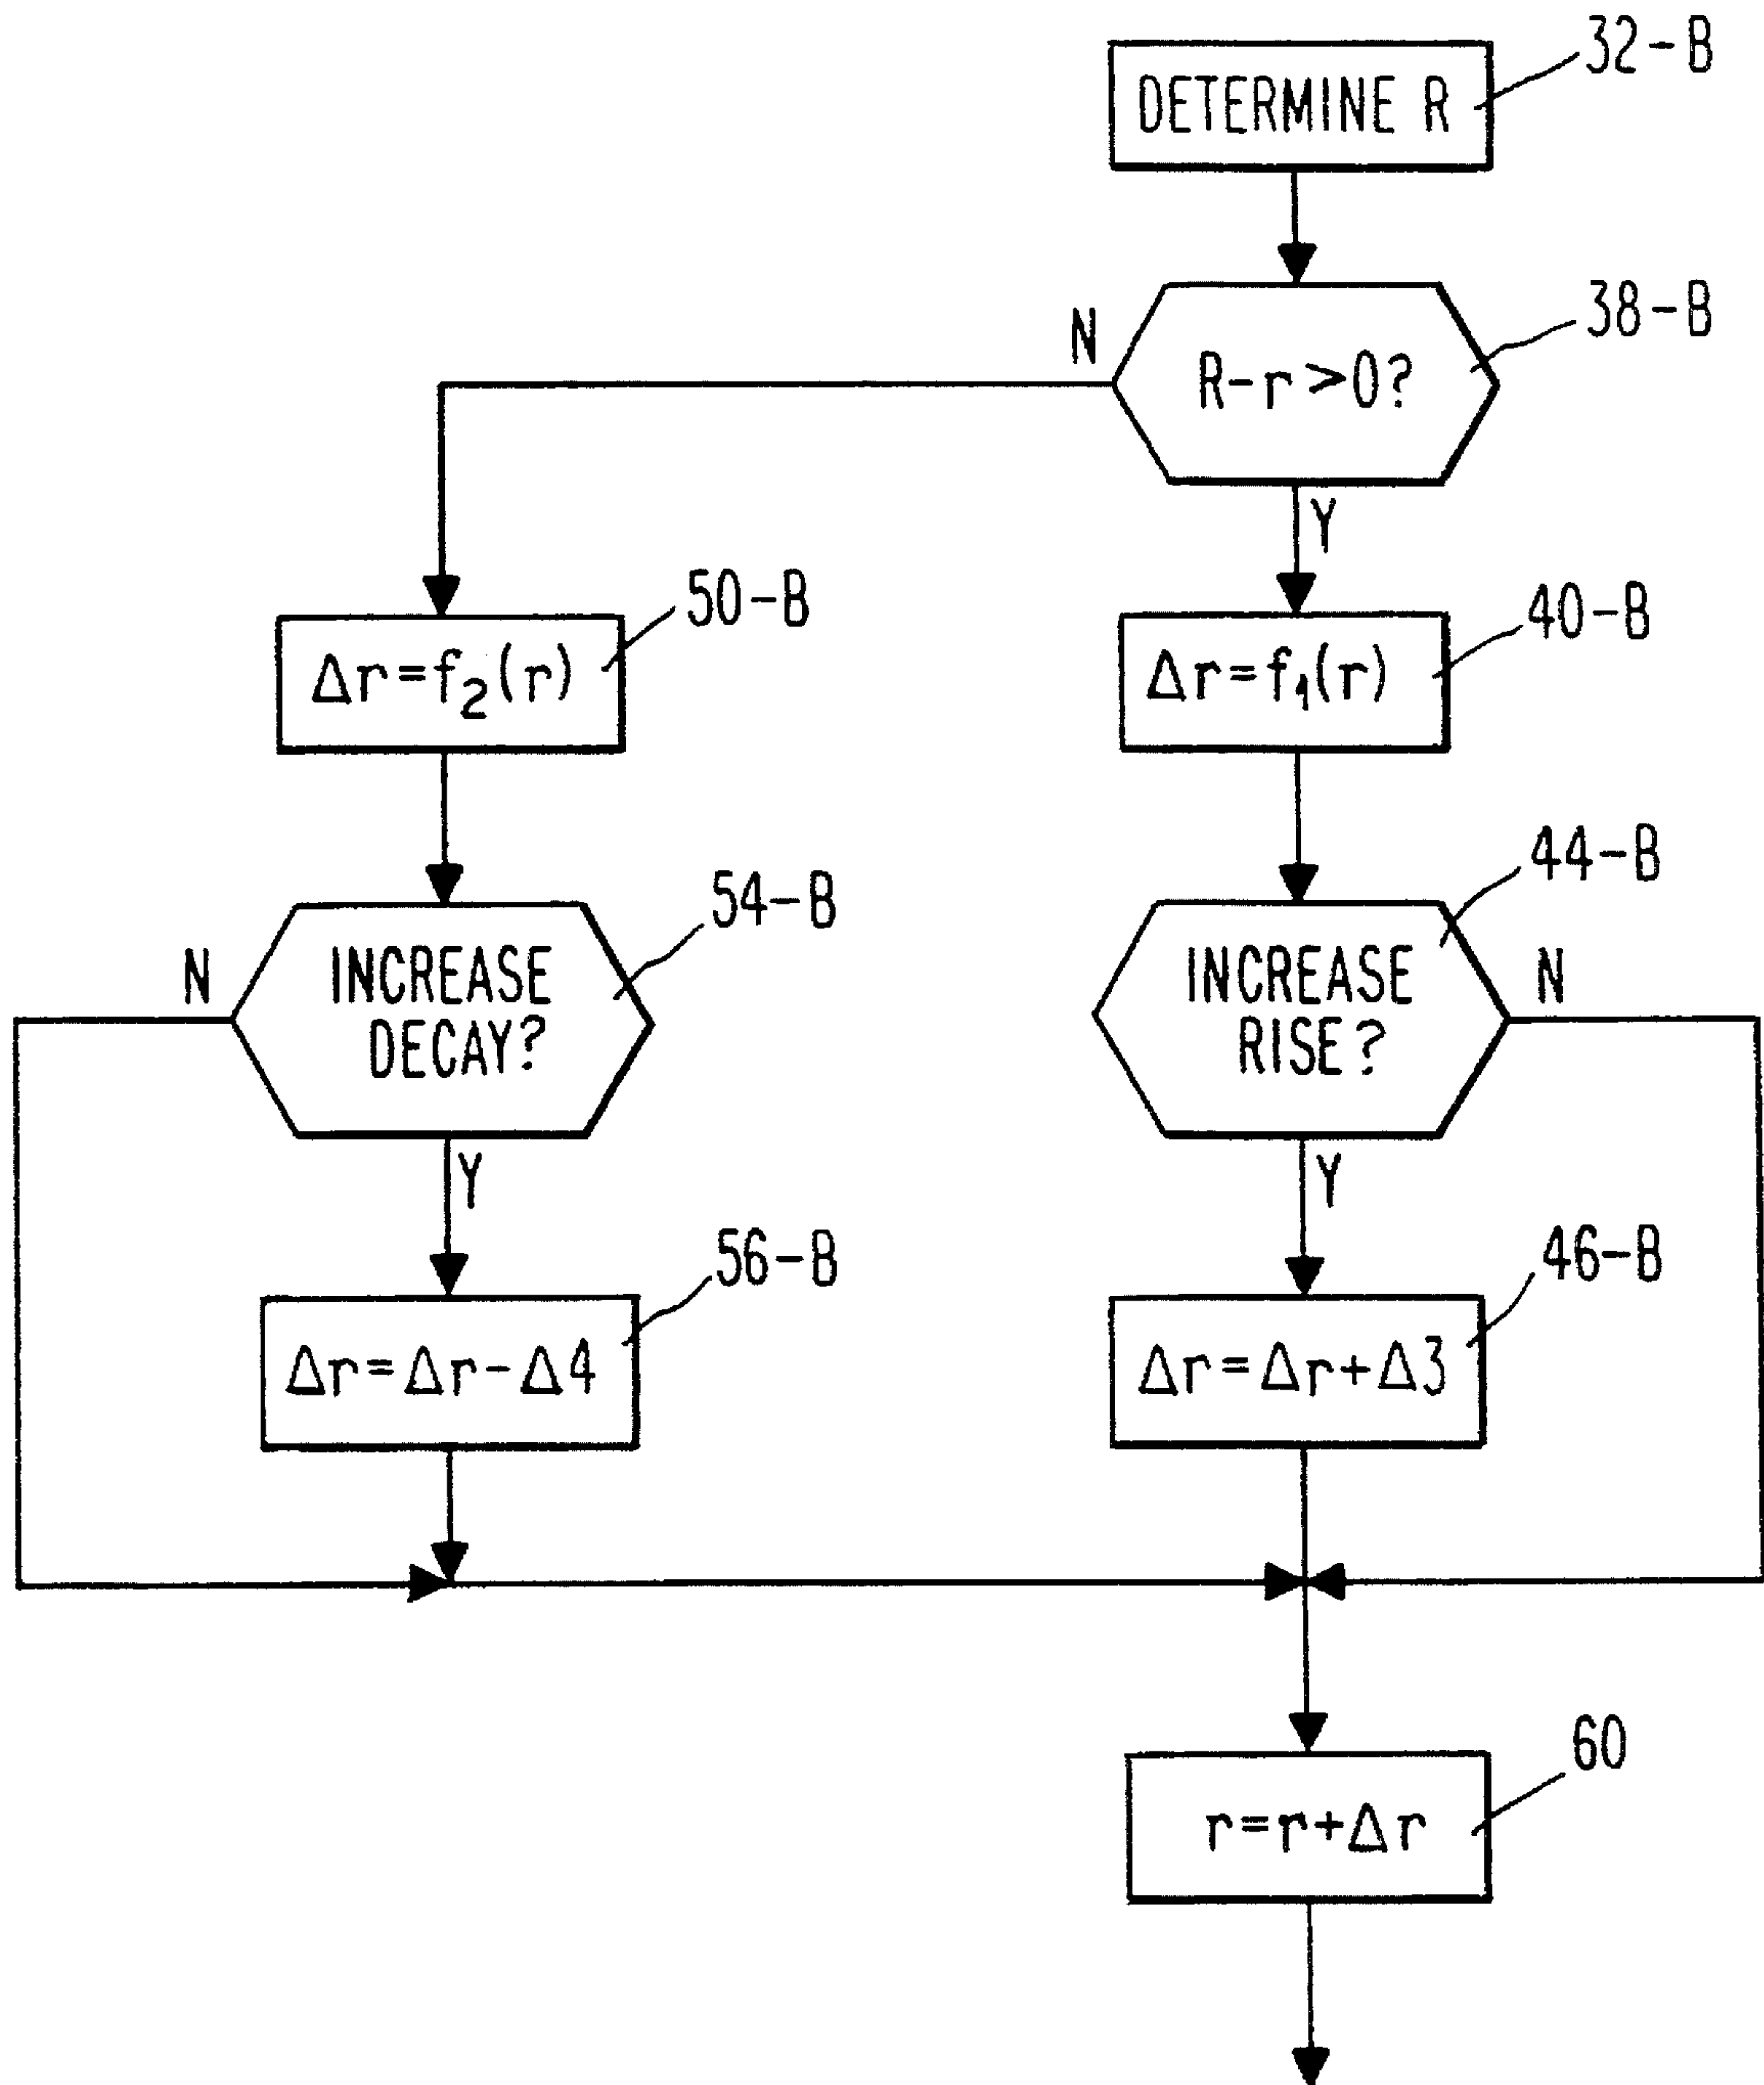 32-B
DETERMINE R
38-B
N
R-r>0?
Y
50-B
40-B
Δr=f₂(r)
Δr=f₁(r)
54-B
44-B
N
INCREASE
DECAY?
INCREASE
RISE?
N
Y
Y
56-B
46-B
Δr=Δr-Δ4
Δr=Δr+Δ3
60
r=r+Δr